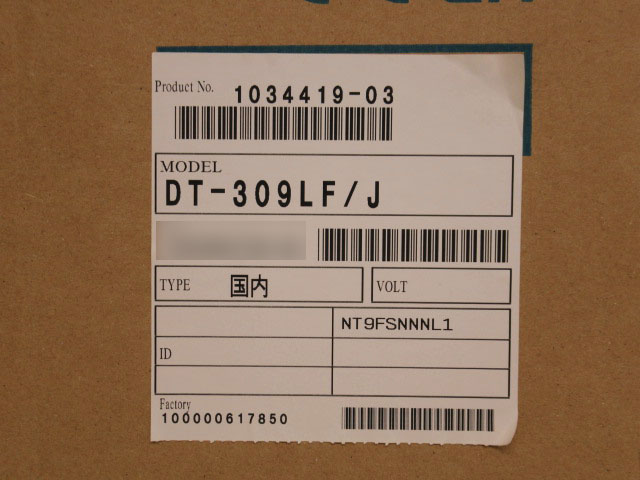 Product No. 1034419-03
MODEL
DT-309LF/J
TYPE 国内 VOLT
NT9FSNNNL1
ID
Factory
100000617850